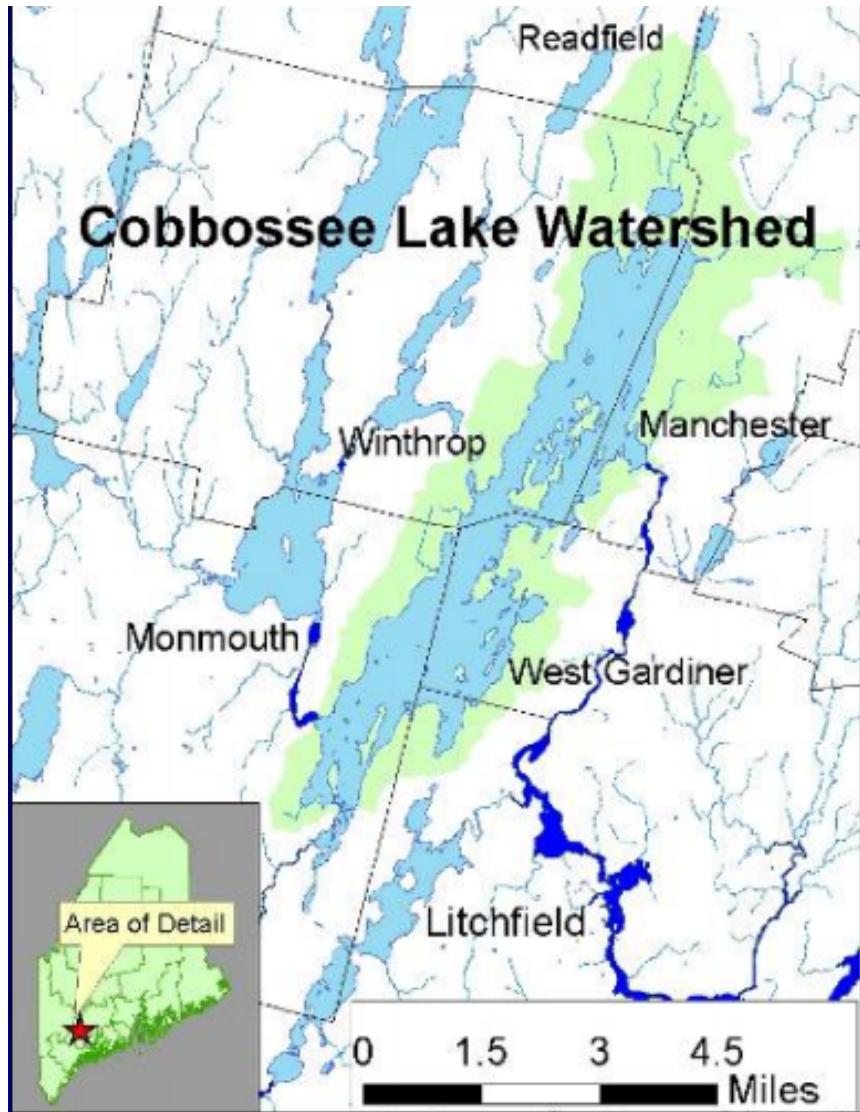 Readfield
Cobbossee Lake Watershed
Winthrop
Manchester
Monmouth
West Gardiner
Area of Detail
Litchfield
0 1.5 3 4.5
Miles